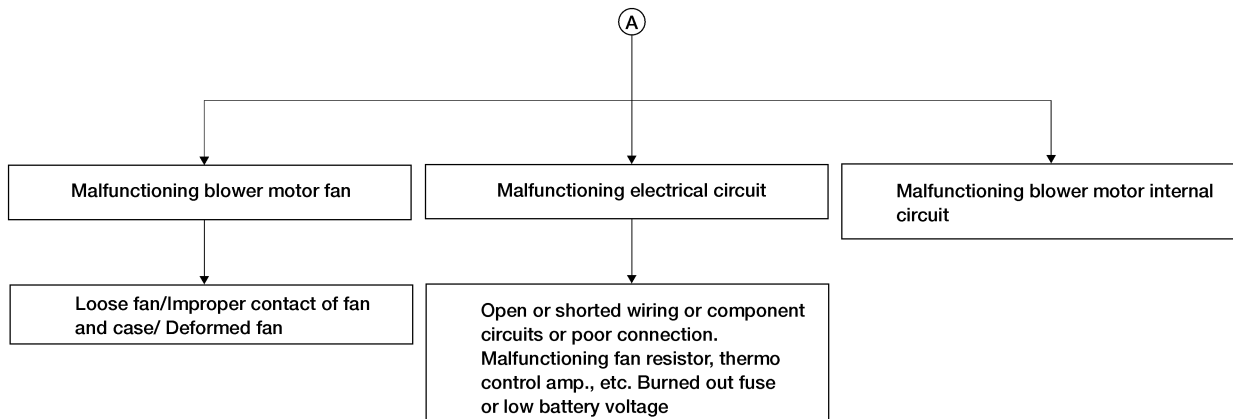 A
Malfunctioning blower motor fan
Malfunctioning electrical circuit
Malfunctioning blower motor internal
circuit
Loose fan/Improper contact of fan
and case/ Deformed fan
Open or shorted wiring or component
circuits or poor connection.
Malfunctioning fan resistor, thermo
control amp., etc. Burned out fuse
or low battery voltage